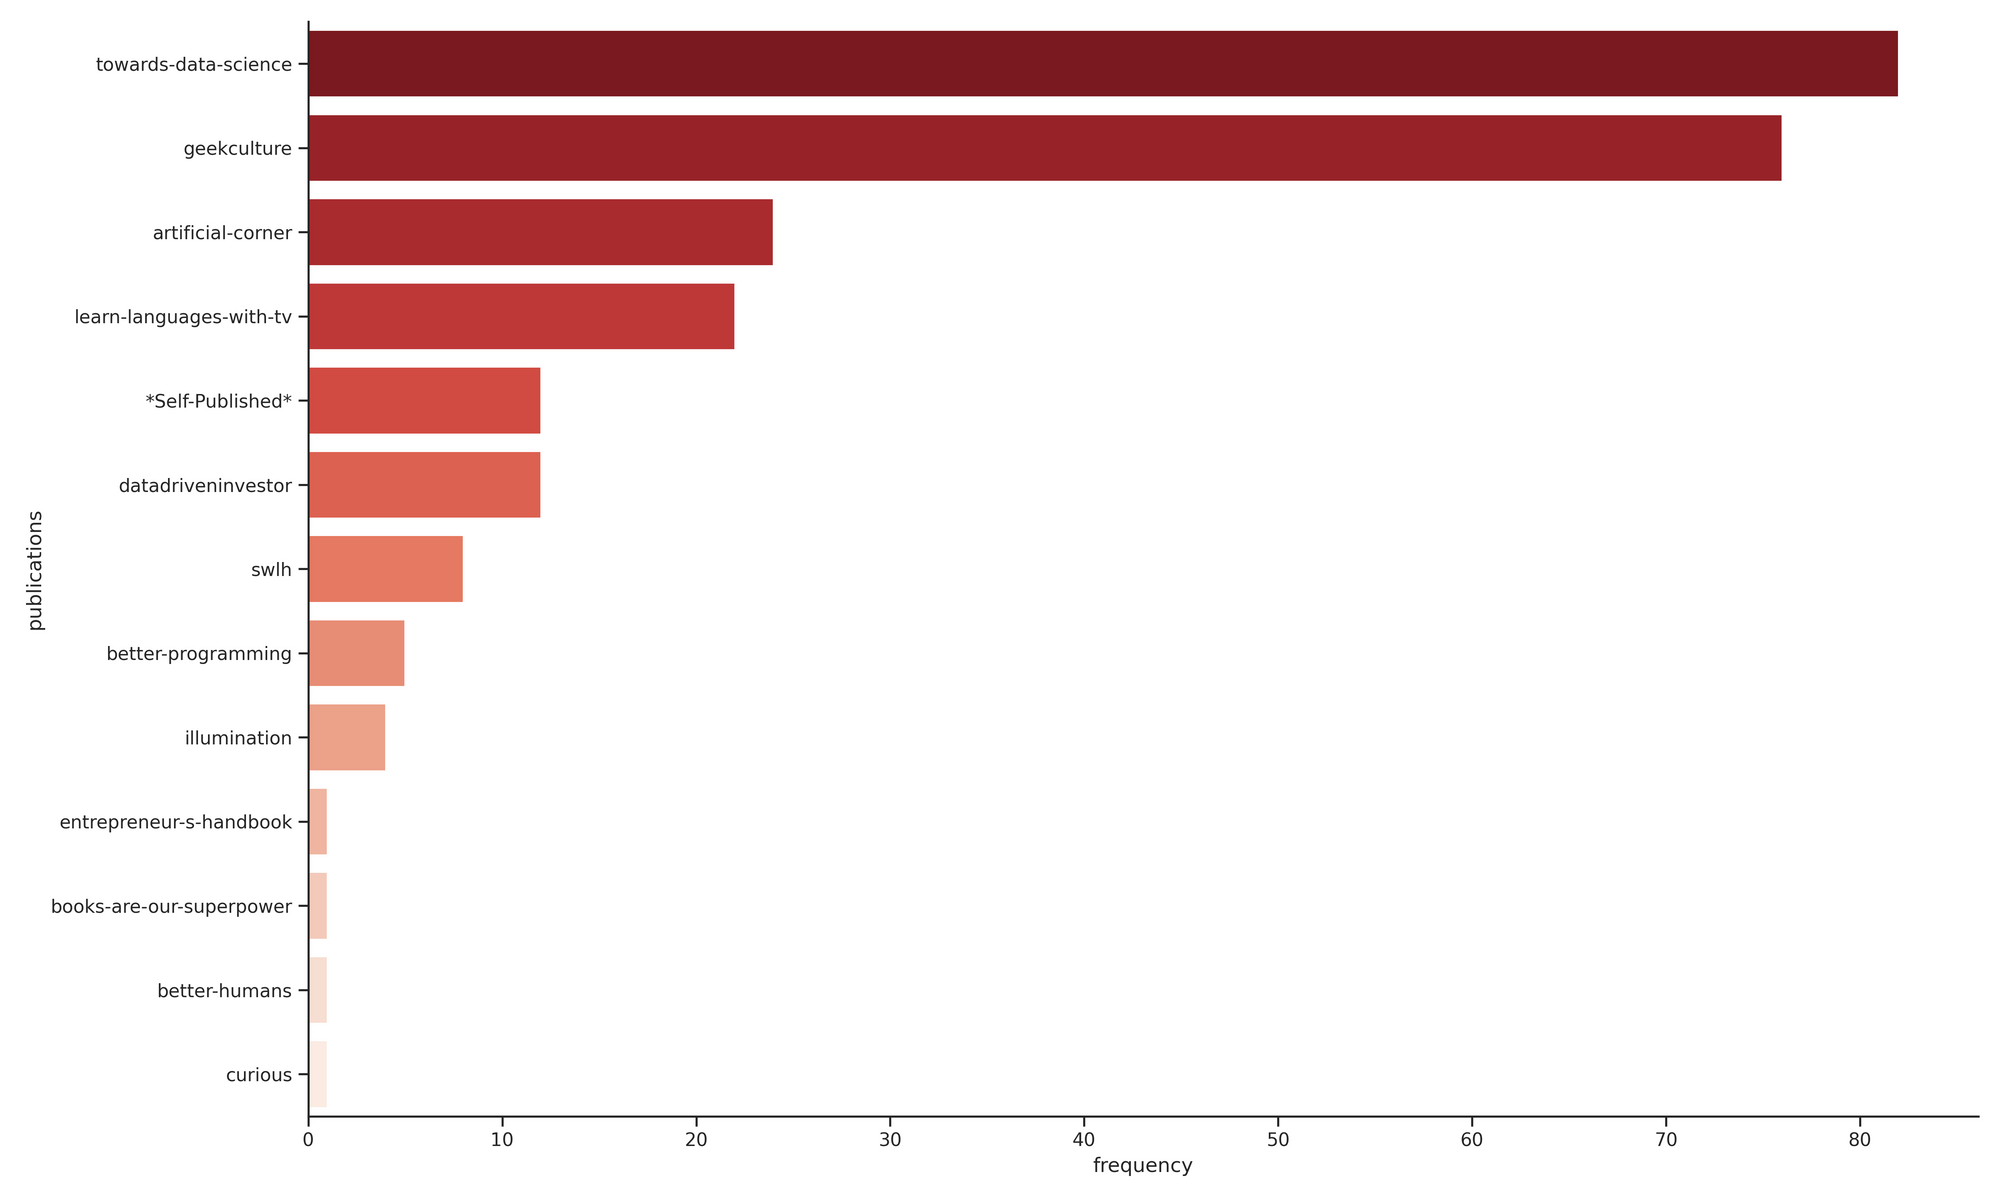 towards-data-science
geekculture
artificial-corner
learn-languages-with-tv
*Self-Published*
datadriveninvestor
swlh
better-programming
illumination
entrepreneur-s-handbook
books-are-our-superpower
better-humans
curious
publications
0 10 20 30 40 50 60 70 80
frequency